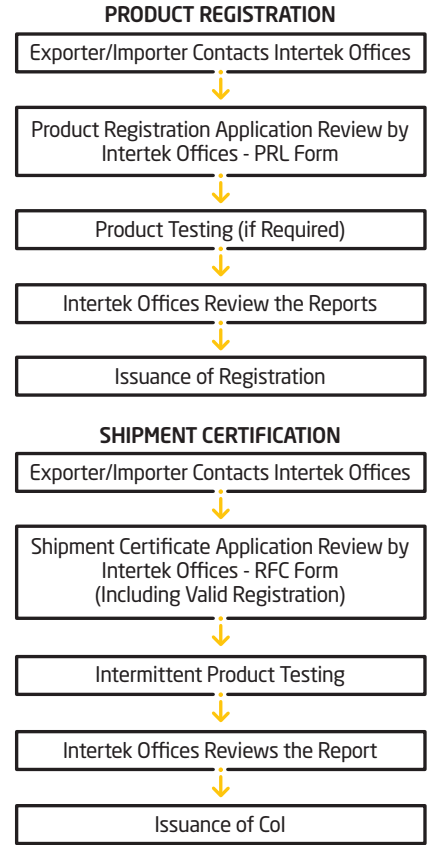 PRODUCT REGISTRATION
Exporter/Importer Contacts Intertek Offices
Product Registration Application Review by
Intertek Offices - PRL Form
Product Testing (if Required)
Intertek Offices Review the Reports
Issuance of Registration
SHIPMENT CERTIFICATION
Exporter/Importer Contacts Intertek Offices
Shipment Certificate Application Review by
Intertek Offices - RFC Form
(Including Valid Registration)
Intermittent Product Testing
Intertek Offices Reviews the Report
Issuance of CoI